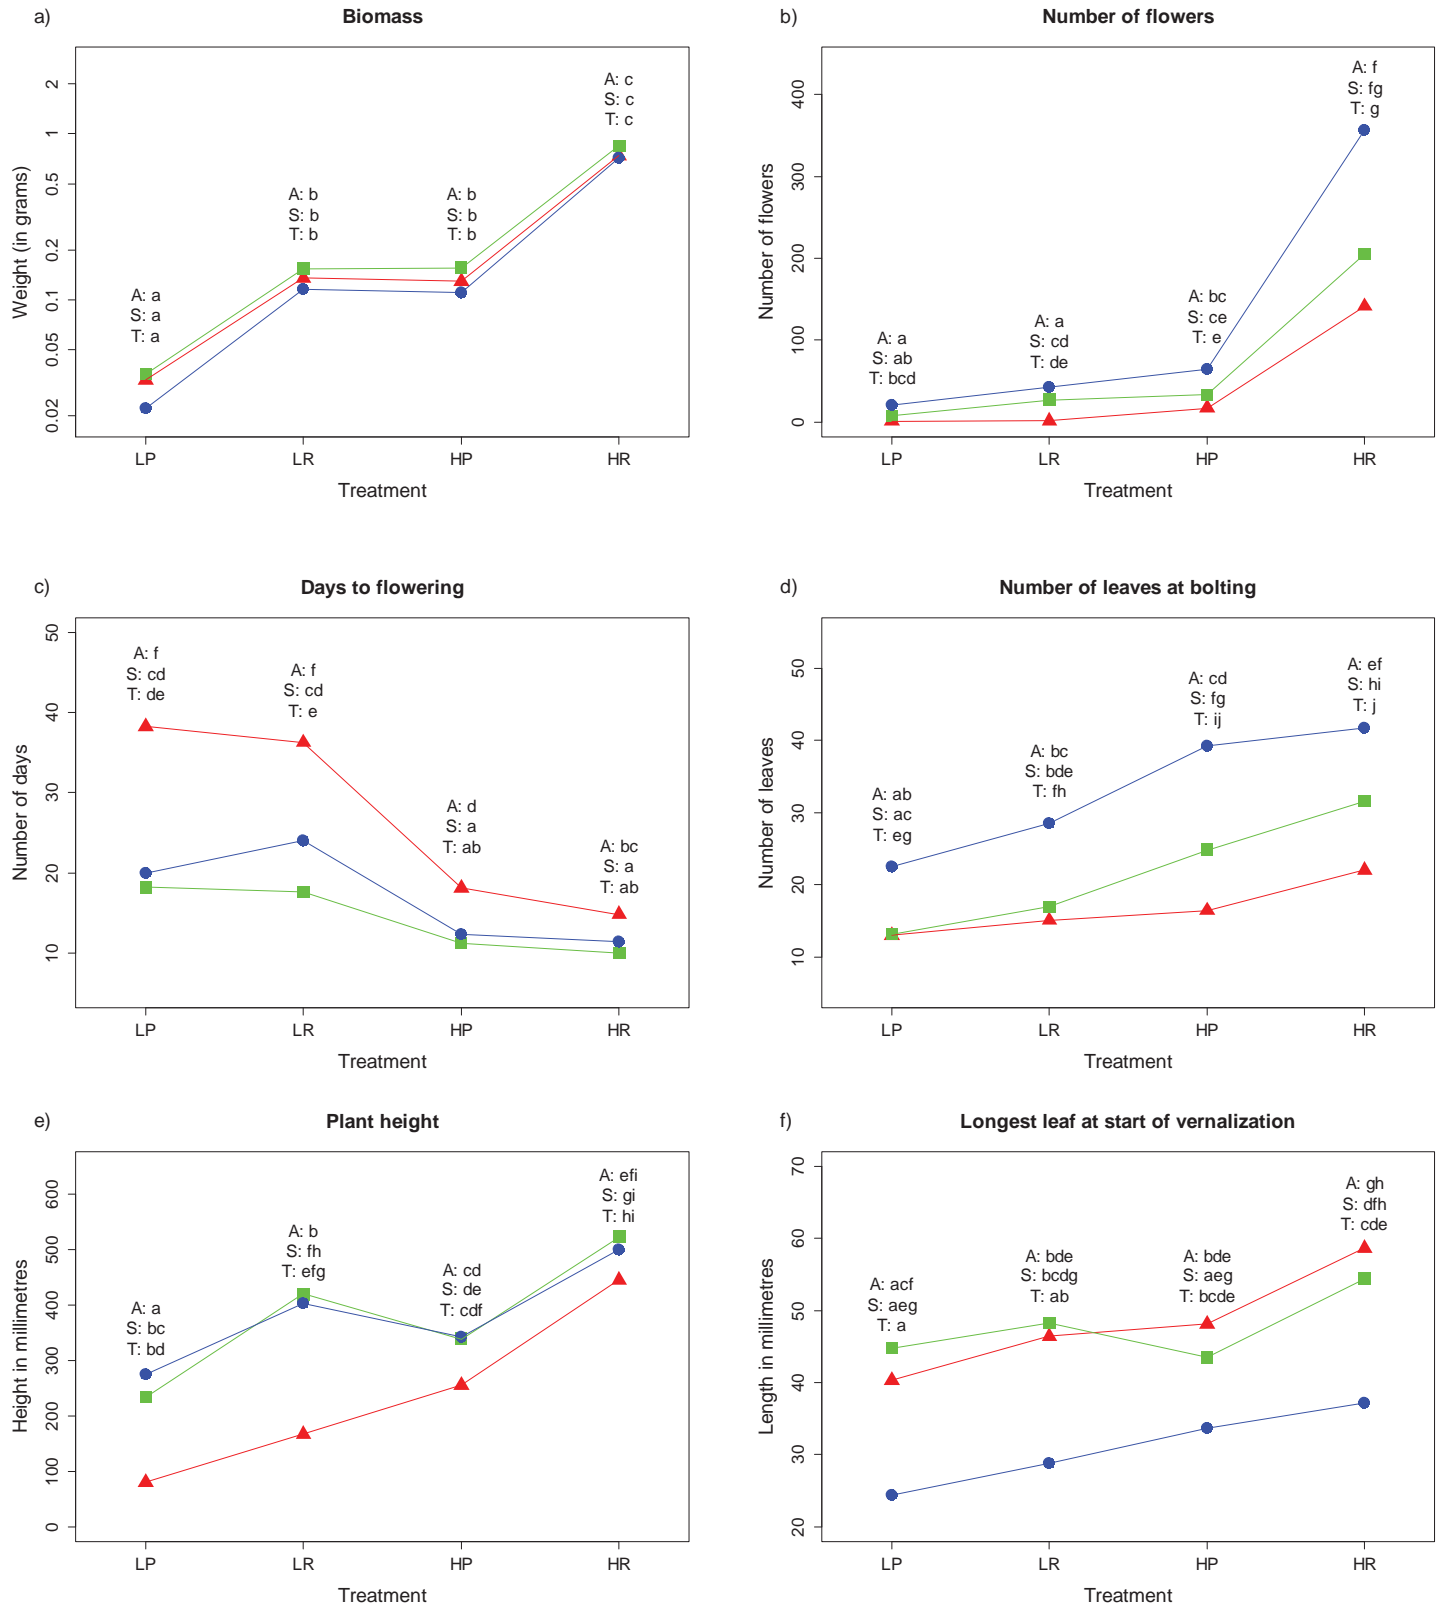 a)
Biomass
Weight (in grams)
2
1
0.5
0.2
0.1
0.05
0.02
A: a
S: a
T: a
A: b
S: b
T: b
A: b
S: b
T: b
A: c
S: c
T: c
LP
LR
HP
HR
Treatment
b)
Number of flowers
Number of flowers
400
300
200
100
0
A: a
S: ab
T: bcd
A: a
S: cd
T: de
A: bc
S: ce
T: e
A: f
S: fg
T: g
LP
LR
HP
HR
Treatment
c)
Days to flowering
Number of days
50
40
30
20
10
A: f
S: cd
T: de
A: f
S: cd
T: e
A: d
S: a
T: ab
A: bc
S: a
T: ab
LP
LR
HP
HR
Treatment
d)
Number of leaves at bolting
Number of leaves
50
40
30
20
10
A: ab
S: ac
T: eg
A: bc
S: bde
T: fh
A: cd
S: fg
T: ij
A: ef
S: hi
T: j
LP
LR
HP
HR
Treatment
e)
Plant height
Height in millimetres
600
500
400
300
200
100
0
A: a
S: bc
T: bd
A: b
S: fh
T: efg
A: cd
S: de
T: cdf
A: efi
S: gi
T: hi
LP
LR
HP
HR
Treatment
f)
Longest leaf at start of vernalization
Length in millimetres
70
60
50
40
30
20
A: acf
S: aeg
T: a
A: bde
S: bcdg
T: ab
A: bde
S: aeg
T: bcde
A: gh
S: dfh
T: cde
LP
LR
HP
HR
Treatment